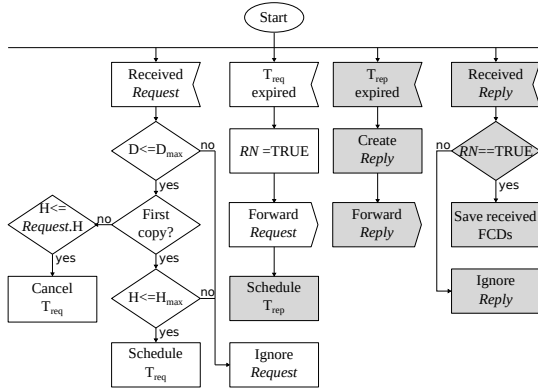 Start
Received
Request
T_req
expired
T_rep
expired
Received
Reply
D<=D_max
no
yes
RN =TRUE
Create
Reply
RN==TRUE
no
yes
H<=
Request.H
no
yes
First
copy?
yes
Forward
Request
Forward
Reply
Save received
FCDs
Cancel
T_req
H<=H_max
no
yes
Schedule
T_rep
Ignore
Reply
Schedule
T_req
Ignore
Request